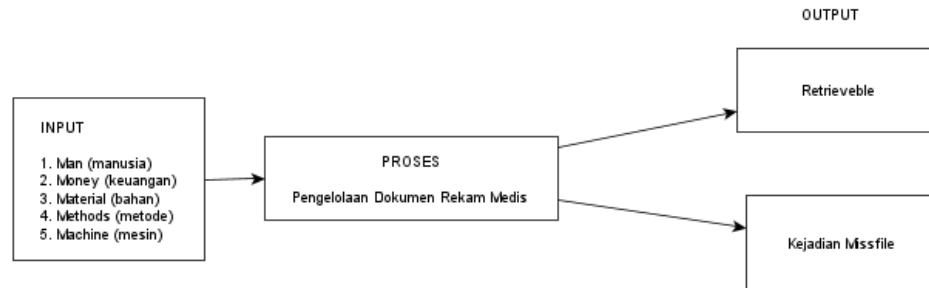 INPUT
1. Man (manusia)
2. Money (keuangan)
3. Material (bahan)
4. Methods (metode)
5. Machine (mesin)
PROSES
Pengelolaan Dokumen Rekam Medis
OUTPUT
Retrieveble
Kejadian Missfile